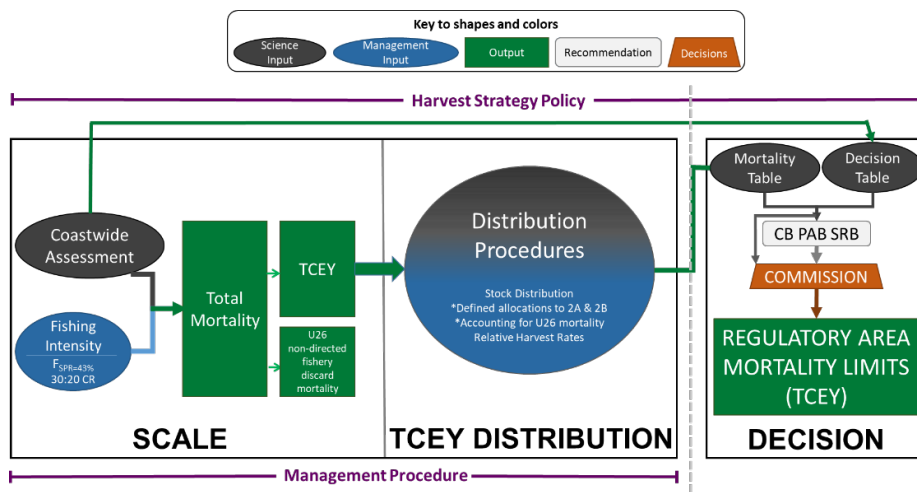 Key to shapes and colors
Science
Input
Management
Input
Output
Recommendation
Decisions
Harvest Strategy Policy
Coastwide
Assessment
Fishing
Intensity
FSPR=43%
30:20 CR
Total
Mortality
TCEY
U26
non-directed
fishery
discard
mortality
SCALE
Distribution
Procedures
Stock Distribution
*Defined allocations to 2A & 2B
*Accounting for U26 mortality
Relative Harvest Rates
TCEY DISTRIBUTION
Mortality
Table
Decision
Table
CB PAB SRB
COMMISSION
REGULATORY AREA
MORTALITY LIMITS
(TCEY)
DECISION
Management Procedure